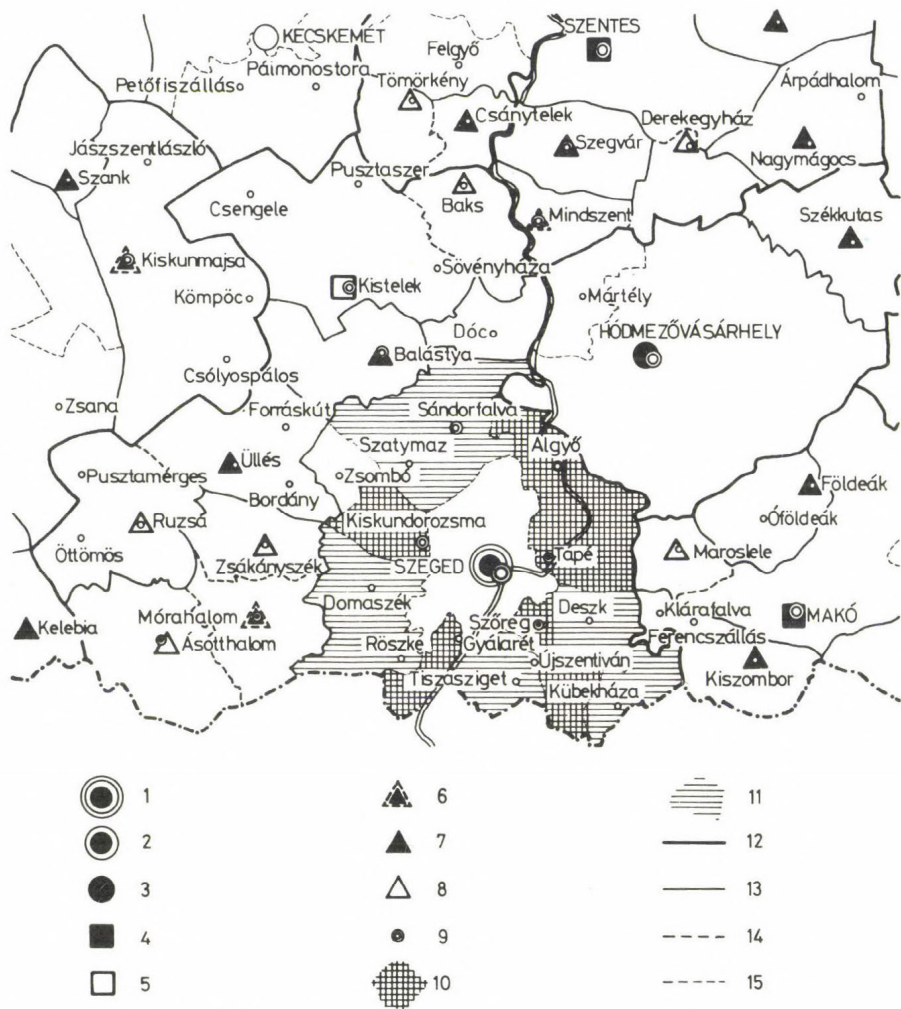 KECSKEMÉT
SZENTES
Felgyő
Petőfiszállás
Pálmonostora
Tömörkény
Árpádhalom
Csánytelek
Derekegyház
Szegvár
Jászszentlászló
Nagymágocs
Szank
Pusztaszer
Csengele
Baks
Mindszent
Székkutas
Kiskunmajsa
Sövényháza
Kistelek
Mártély
Kömpöc
Dóc
HÓDMEZŐVÁSÁRHELY
Balástya
Csólyospálos
Zsana
Forráskút
Sándorfalva
Szatymaz
Algyő
Üllés
Pusztamérges
Zsombó
Földeák
Bordány
Óföldeák
Ruzsa
Kiskundorozsma
Öttömös
Zsákányszék
SZEGED
Tápé
Maroslele
Domaszék
Deszk
Klárafalva
MAKÓ
Mórahalom
Szőreg
Kelebia
Ferencszállás
Ásotthalom
Röszke
Gyálarét
Újszentiván
Kiszombor
Tiszasziget
Kübekháza
1 6 11
2 7 12
3 8 13
4 9 14
5 10 15